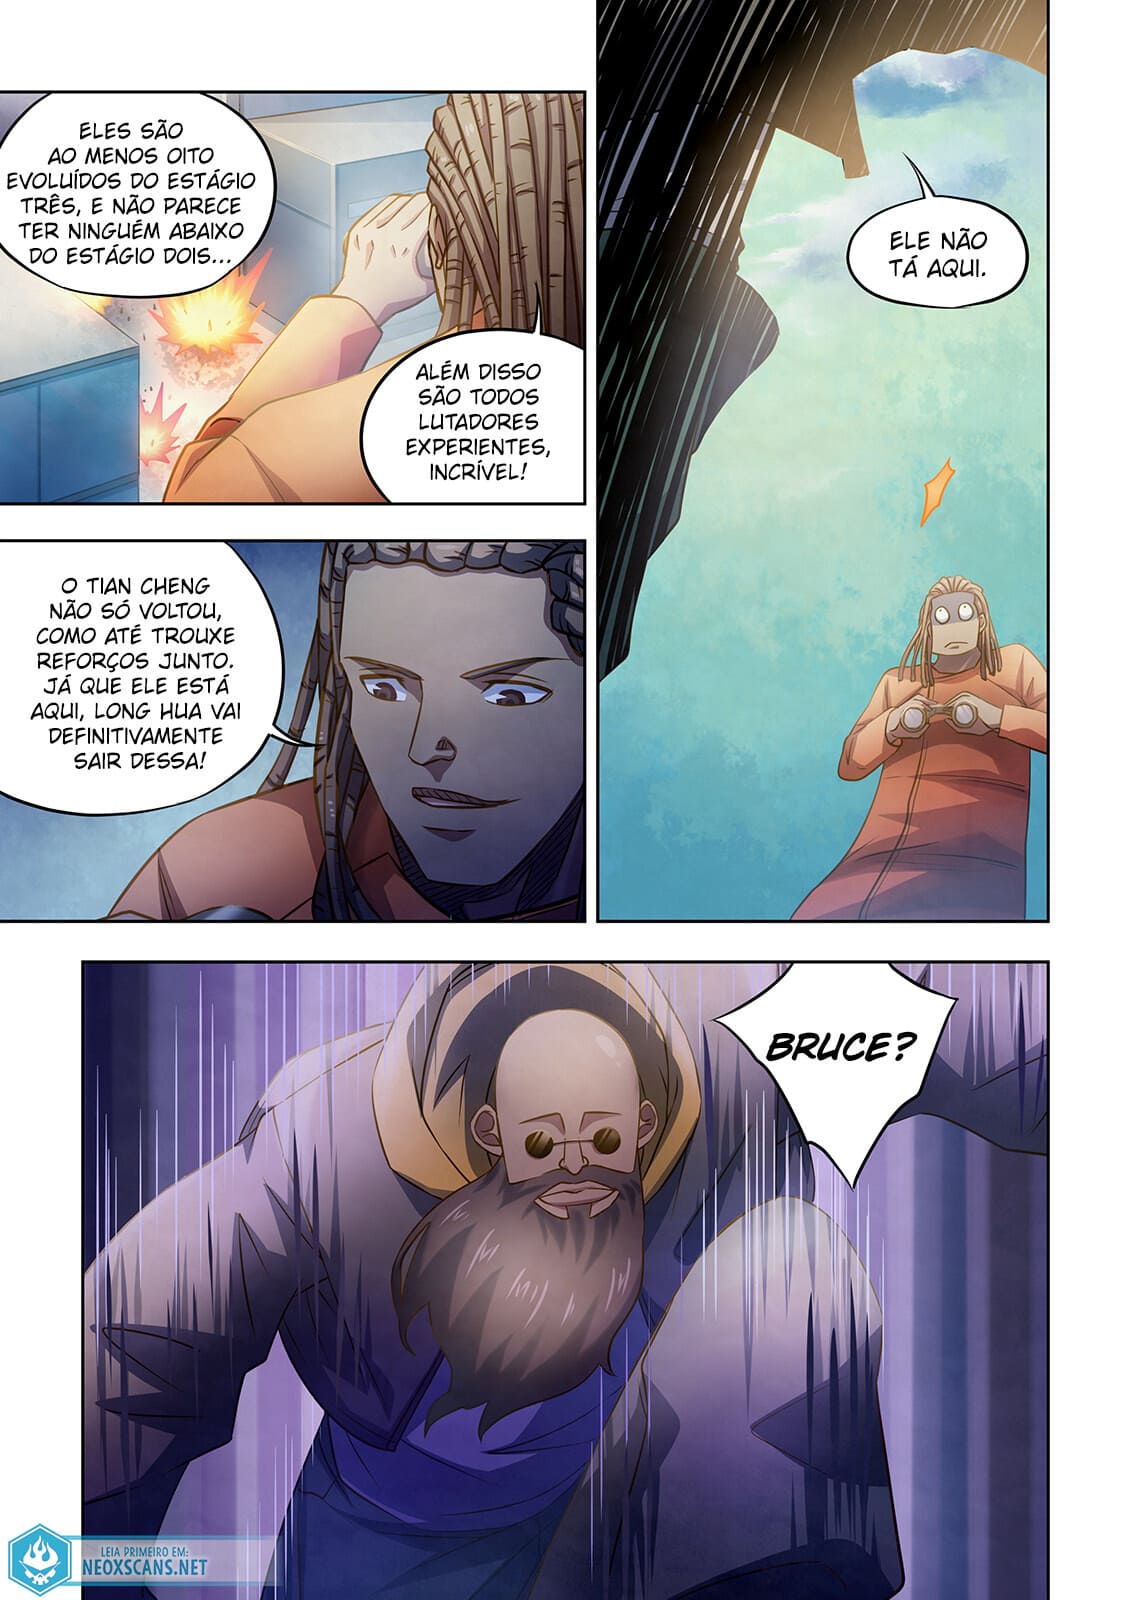 ELES SÃO
AO MENOS OITO
EVOLUÍDOS DO ESTÁGIO
TRÊS, E NÃO PARECE
TER NINGUÉM ABAIXO
DO ESTÁGIO DOIS...
ALÉM DISSO
SÃO TODOS
LUTADORES
EXPERIENTES,
INCRÍVEL!
O TIAN CHENG
NÃO SÓ VOLTOU,
COMO ATÉ TROUXE
REFORÇOS JUNTO.
JÁ QUE ELE ESTÁ
AQUI, LONG HUA VAI
DEFINITIVAMENTE
SAIR DESSA!
ELE NÃO
TÁ AQUI.
BRUCE?
LEIA PRIMEIRO EM:
NEOXSCANS.NET